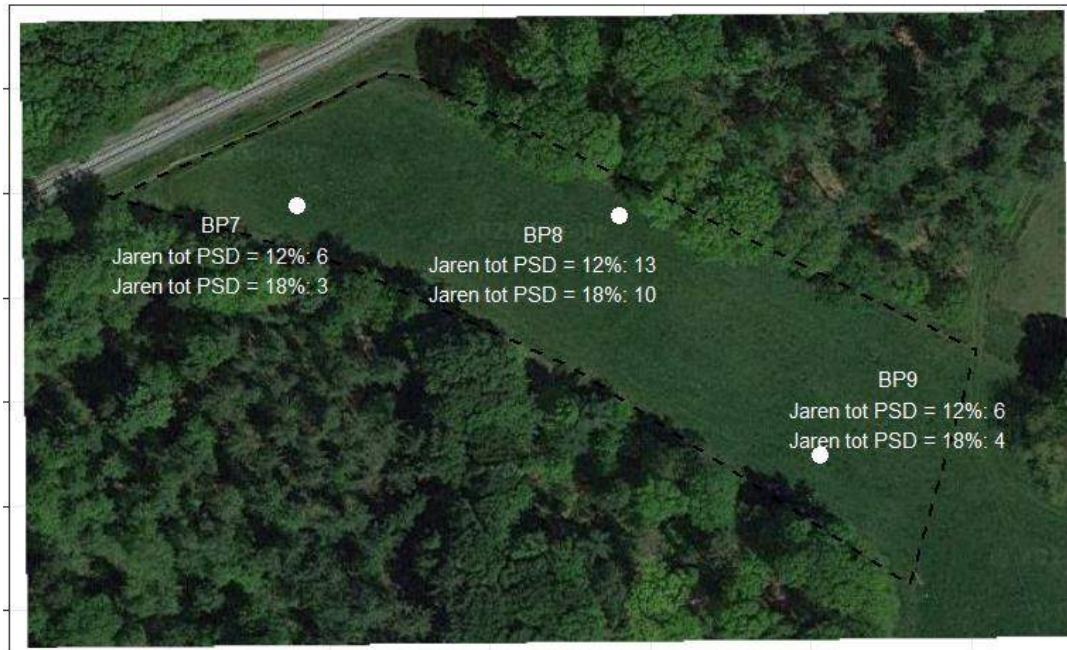 BP7
Jaren tot PSD = 12%: 6
Jaren tot PSD = 18%: 3
BP8
Jaren tot PSD = 12%: 13
Jaren tot PSD = 18%: 10
BP9
Jaren tot PSD = 12%: 6
Jaren tot PSD = 18%: 4